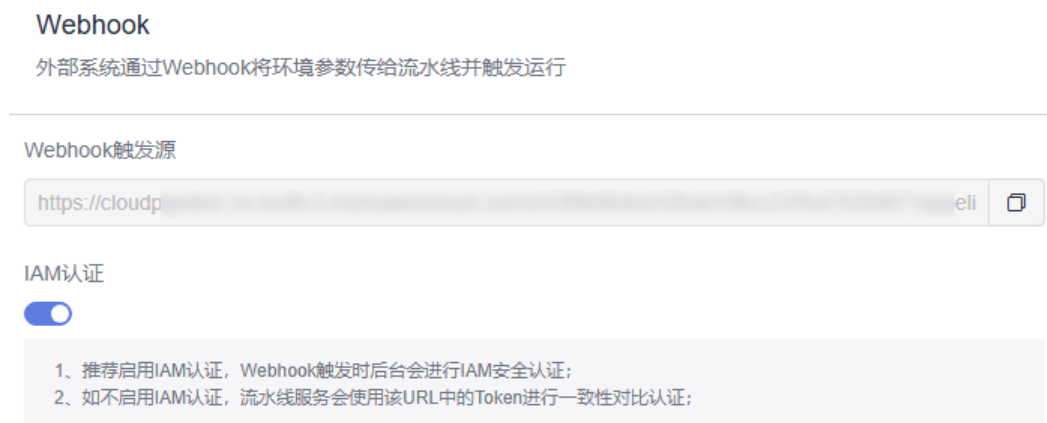 Webhook
外部系统通过Webhook将环境参数传给流水线并触发运行
Webhook触发源
https://cloudp eli
IAM认证
1、推荐启用IAM认证，Webhook触发时后台会进行IAM安全认证；
2、如不启用IAM认证，流水线服务会使用该URL中的Token进行一致性对比认证；